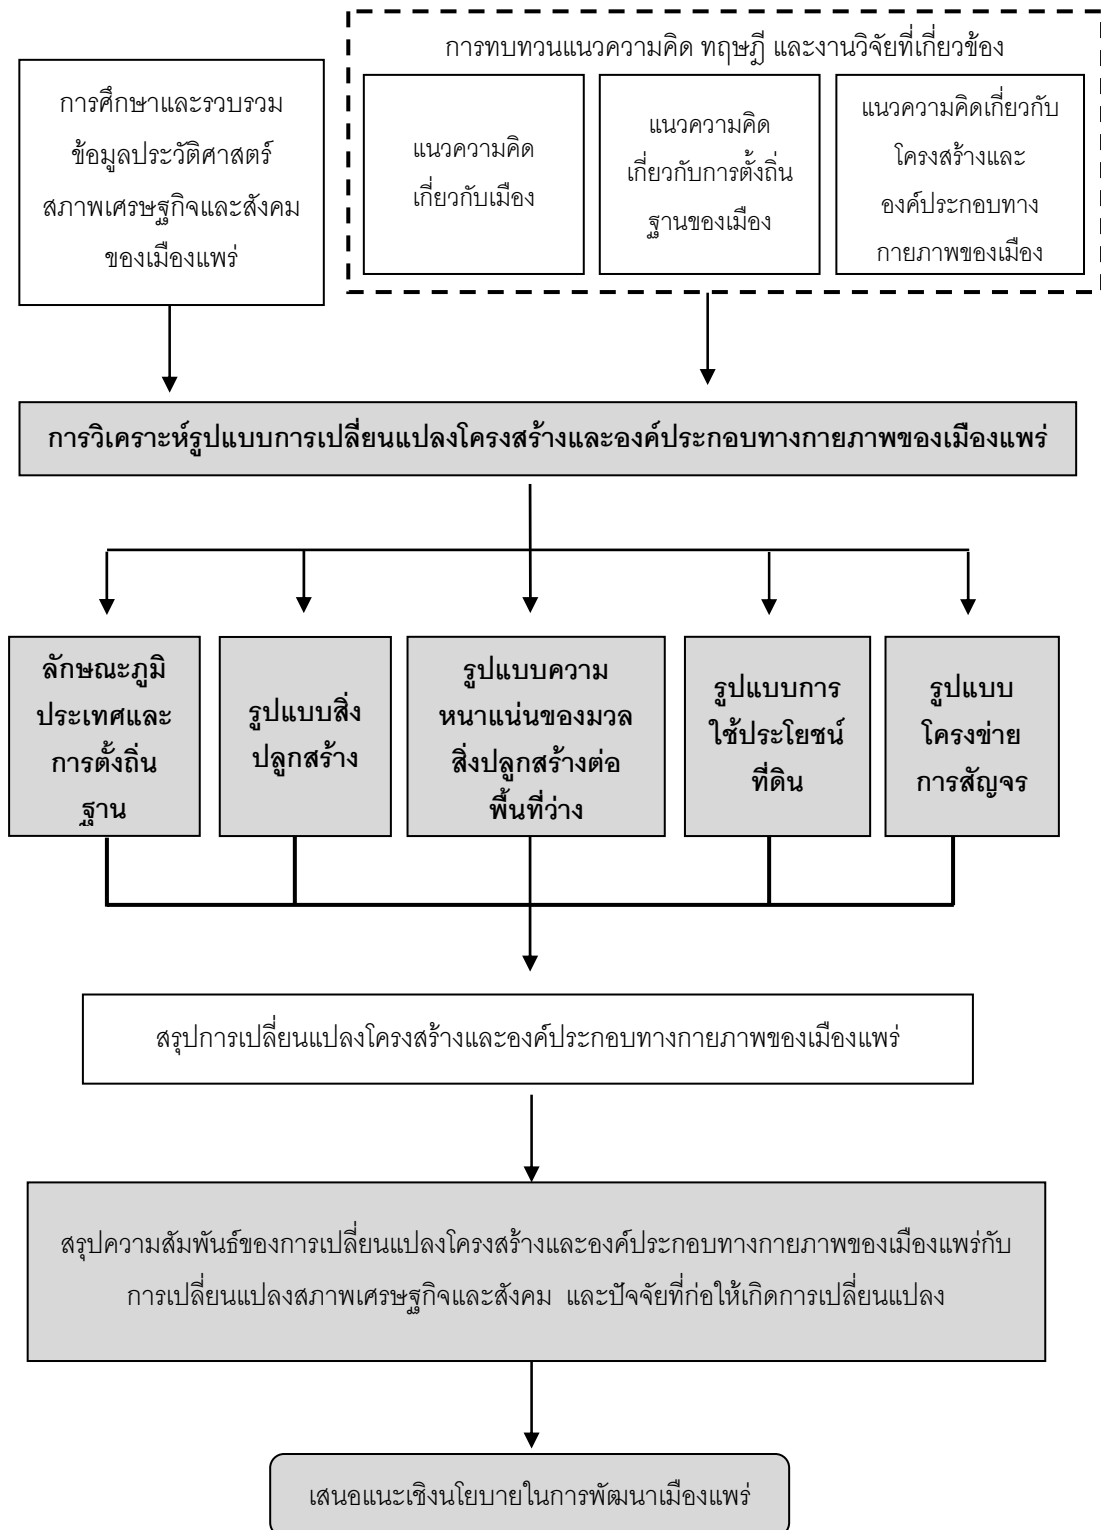 การทบทวนแนวความคิด ทฤษฎี และงานวิจัยที่เกี่ยวข้อง
การศึกษาและรวบรวม
ข้อมูลประวัติศาสตร์
สภาพเศรษฐกิจและสังคม
ของเมืองแพร่
แนวความคิด
เกี่ยวกับเมือง
แนวความคิด
เกี่ยวกับการตั้งถิ่น
ฐานของเมือง
แนวความคิดเกี่ยวกับ
โครงสร้างและ
องค์ประกอบทาง
กายภาพของเมือง
การวิเคราะห์รูปแบบการเปลี่ยนแปลงโครงสร้างและองค์ประกอบทางกายภาพของเมืองแพร่
ลักษณะภูมิ
ประเทศและ
การตั้งถิ่น
ฐาน
รูปแบบสิ่ง
ปลูกสร้าง
รูปแบบความ
หนาแน่นของมวล
สิ่งปลูกสร้างต่อ
พื้นที่ว่าง
รูปแบบการ
ใช้ประโยชน์
ที่ดิน
รูปแบบ
โครงข่าย
การสัญจร
สรุปการเปลี่ยนแปลงโครงสร้างและองค์ประกอบทางกายภาพของเมืองแพร่
สรุปความสัมพันธ์ของการเปลี่ยนแปลงโครงสร้างและองค์ประกอบทางกายภาพของเมืองแพร่กับ
การเปลี่ยนแปลงสภาพเศรษฐกิจและสังคม และปัจจัยที่ก่อให้เกิดการเปลี่ยนแปลง
เสนอแนะเชิงนโยบายในการพัฒนาเมืองแพร่